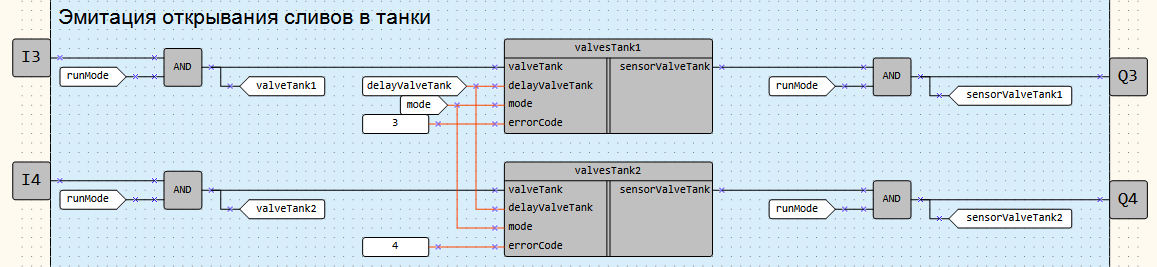 Эмитация открывания сливов в танки
I3
runMode
AND
valveTank1
delayValveTank
mode
3
valvesTank1
valveTank
delayValveTank
mode
errorCode
sensorValveTank
runMode
AND
sensorValveTank1
Q3
I4
runMode
AND
valveTank2
4
valvesTank2
valveTank
delayValveTank
mode
errorCode
sensorValveTank
runMode
AND
sensorValveTank2
Q4